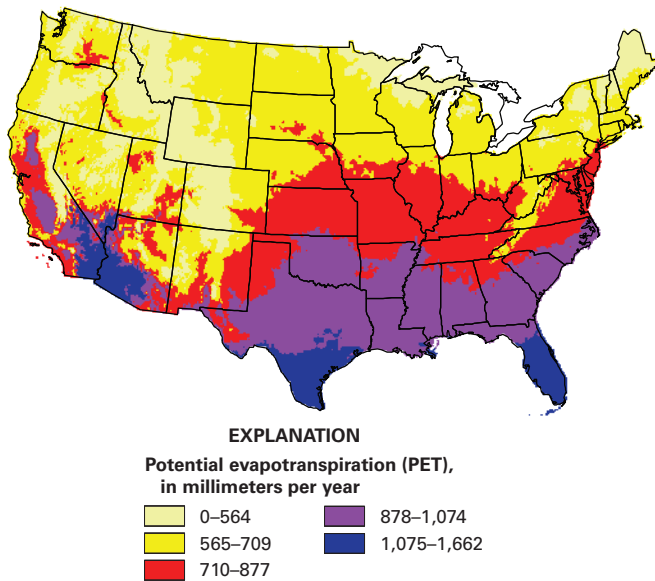 EXPLANATION
Potential evapotranspiration (PET),
in millimeters per year
0–564
565–709
710–877
878–1,074
1,075–1,662